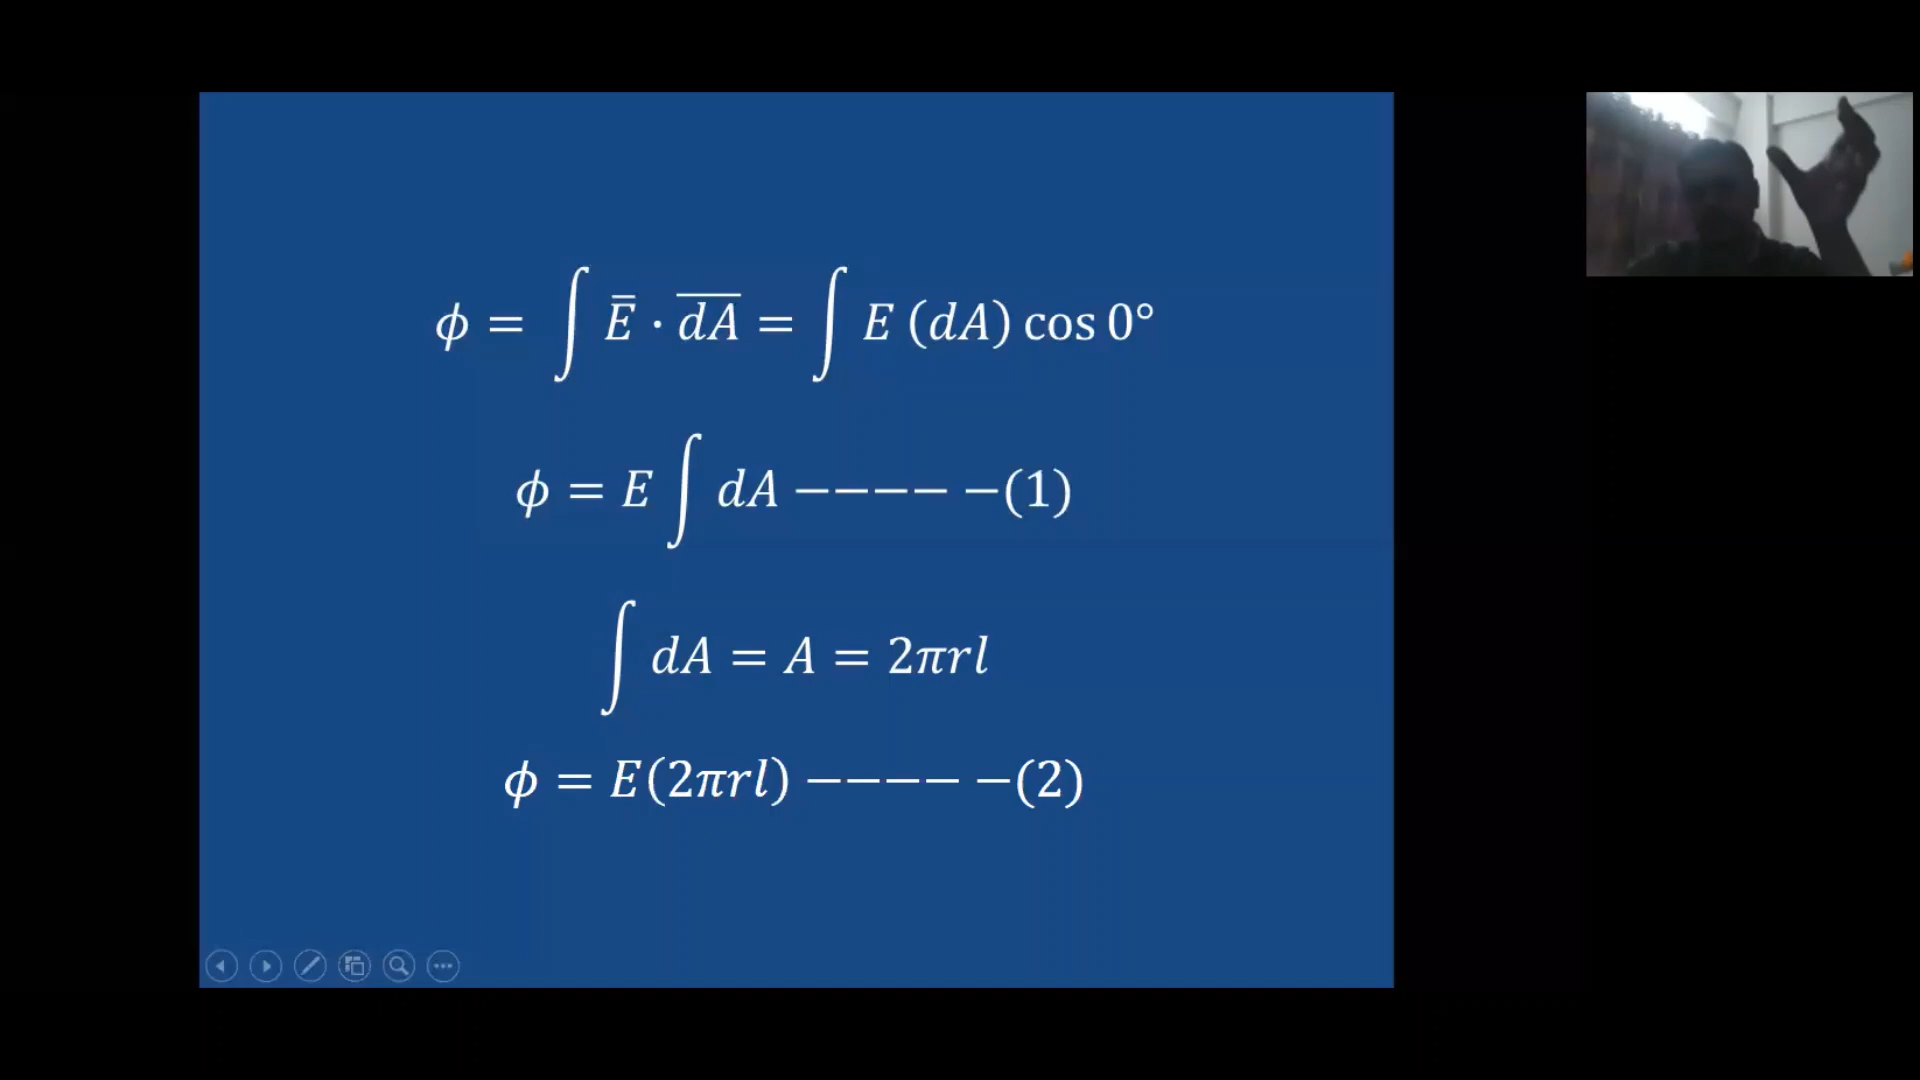 ϕ = ∫ E̅ · d̅A̅ = ∫ E (dA) cos 0°
ϕ = E ∫ dA −−−− −(1)
∫ dA = A = 2πrl
ϕ = E(2πrl) −−−− −(2)